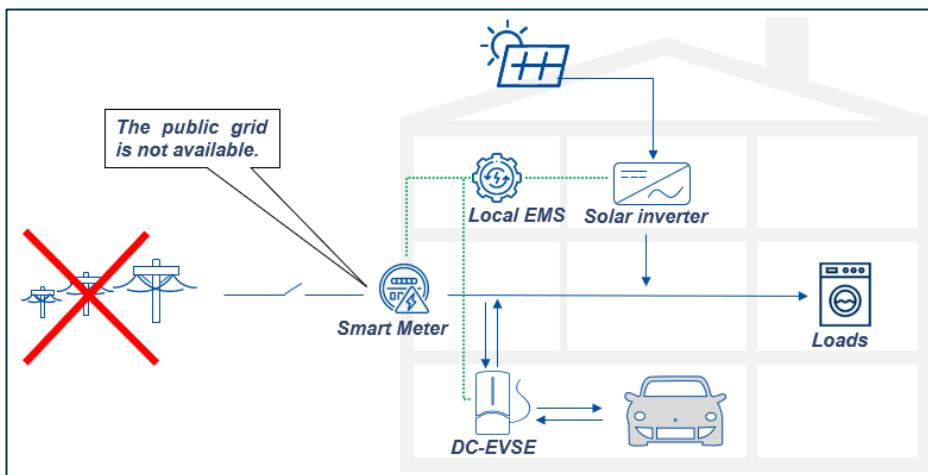 The public grid
is not available.
Local EMS
Solar inverter
Smart Meter
Loads
DC-EVSE